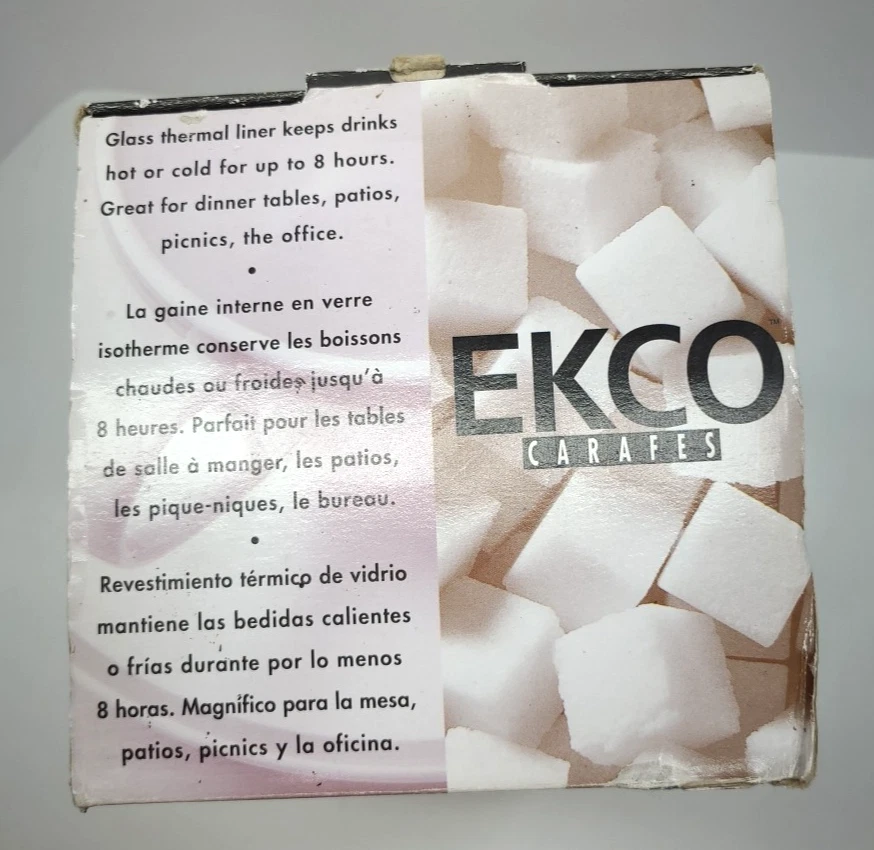 Glass thermal liner keeps drinks
hot or cold for up to 8 hours.
Great for dinner tables, patios,
picnics, the office.
•
La gaine interne en verre
isotherme conserve les boissons
chaudes ou froides jusqu'à
8 heures. Parfait pour les tables
de salle à manger, les patios,
les pique-niques, le bureau.
•
Revestimiento térmico de vidrio
mantiene las bedidas calientes
o frías durante por lo menos
8 horas. Magnífico para la mesa,
patios, picnics y la oficina.
EKCO™
CARAFES